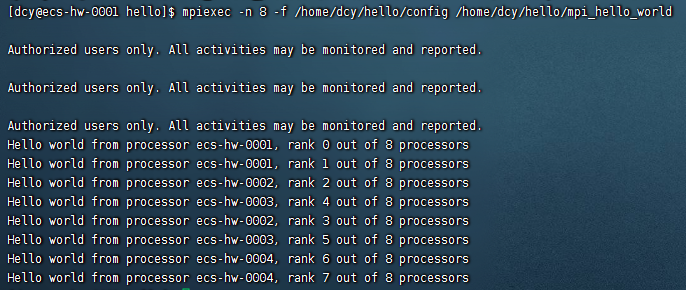 [dcy@ecs-hw-0001 hello]$ mpiexec -n 8 -f /home/dcy/hello/config /home/dcy/hello/mpi_hello_world
Authorized users only. All activities may be monitored and reported.
Authorized users only. All activities may be monitored and reported.
Authorized users only. All activities may be monitored and reported.
Hello world from processor ecs-hw-0001, rank 0 out of 8 processors
Hello world from processor ecs-hw-0001, rank 1 out of 8 processors
Hello world from processor ecs-hw-0002, rank 2 out of 8 processors
Hello world from processor ecs-hw-0003, rank 4 out of 8 processors
Hello world from processor ecs-hw-0002, rank 3 out of 8 processors
Hello world from processor ecs-hw-0003, rank 5 out of 8 processors
Hello world from processor ecs-hw-0004, rank 6 out of 8 processors
Hello world from processor ecs-hw-0004, rank 7 out of 8 processors